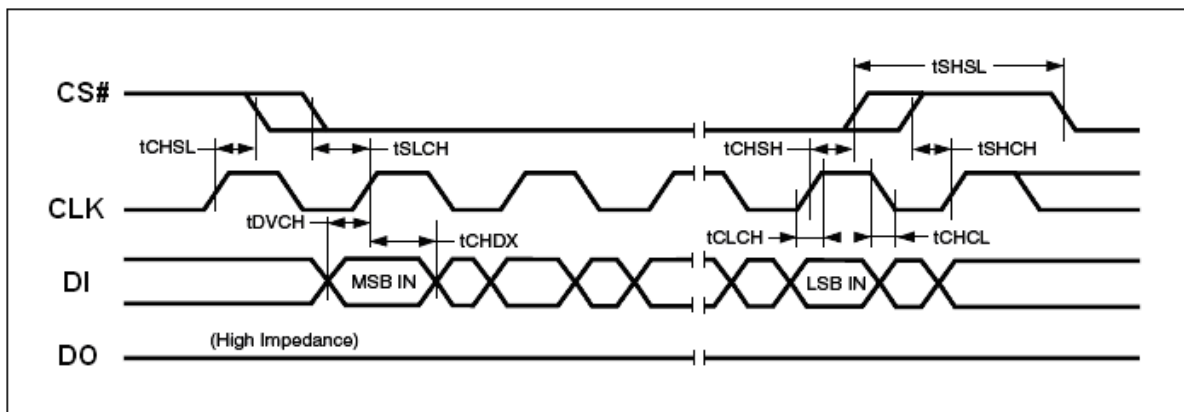 tSHSL
CS#
tCHSL
tSLCH
tCHSH
tSHCH
CLK
tDVCH
tCHDX
tCLCH
tCHCL
DI
MSB IN
LSB IN
(High Impedance)
DO